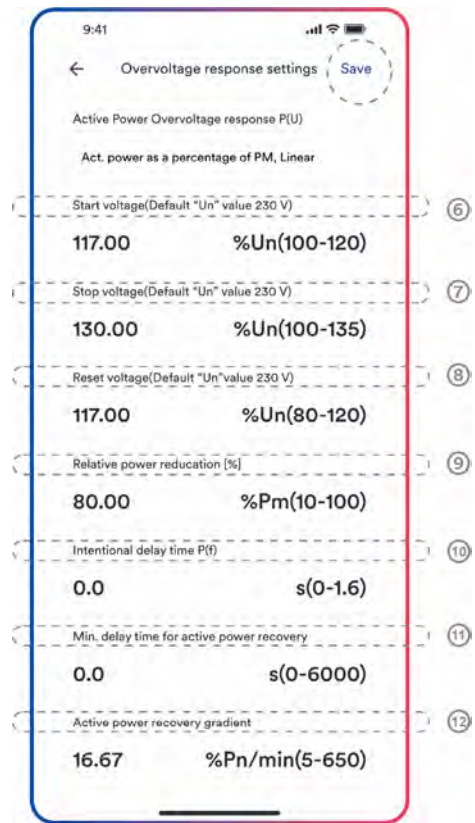 9:41
← Overvoltage response settings Save
Active Power Overvoltage response P(U)
Act. power as a percentage of PM, Linear
Start voltage(Default "Un" value 230 V) ⑥
117.00 %Un(100-120)
Stop voltage(Default "Un" value 230 V) ⑦
130.00 %Un(100-135)
Reset voltage(Default "Un"value 230 V) ⑧
117.00 %Un(80-120)
Relative power reducation [%] ⑨
80.00 %Pm(10-100)
Intentional delay time P(f) ⑩
0.0 s(0-1.6)
Min. delay time for active power recovery ⑪
0.0 s(0-6000)
Active power recovery gradient ⑫
16.67 %Pn/min(5-650)